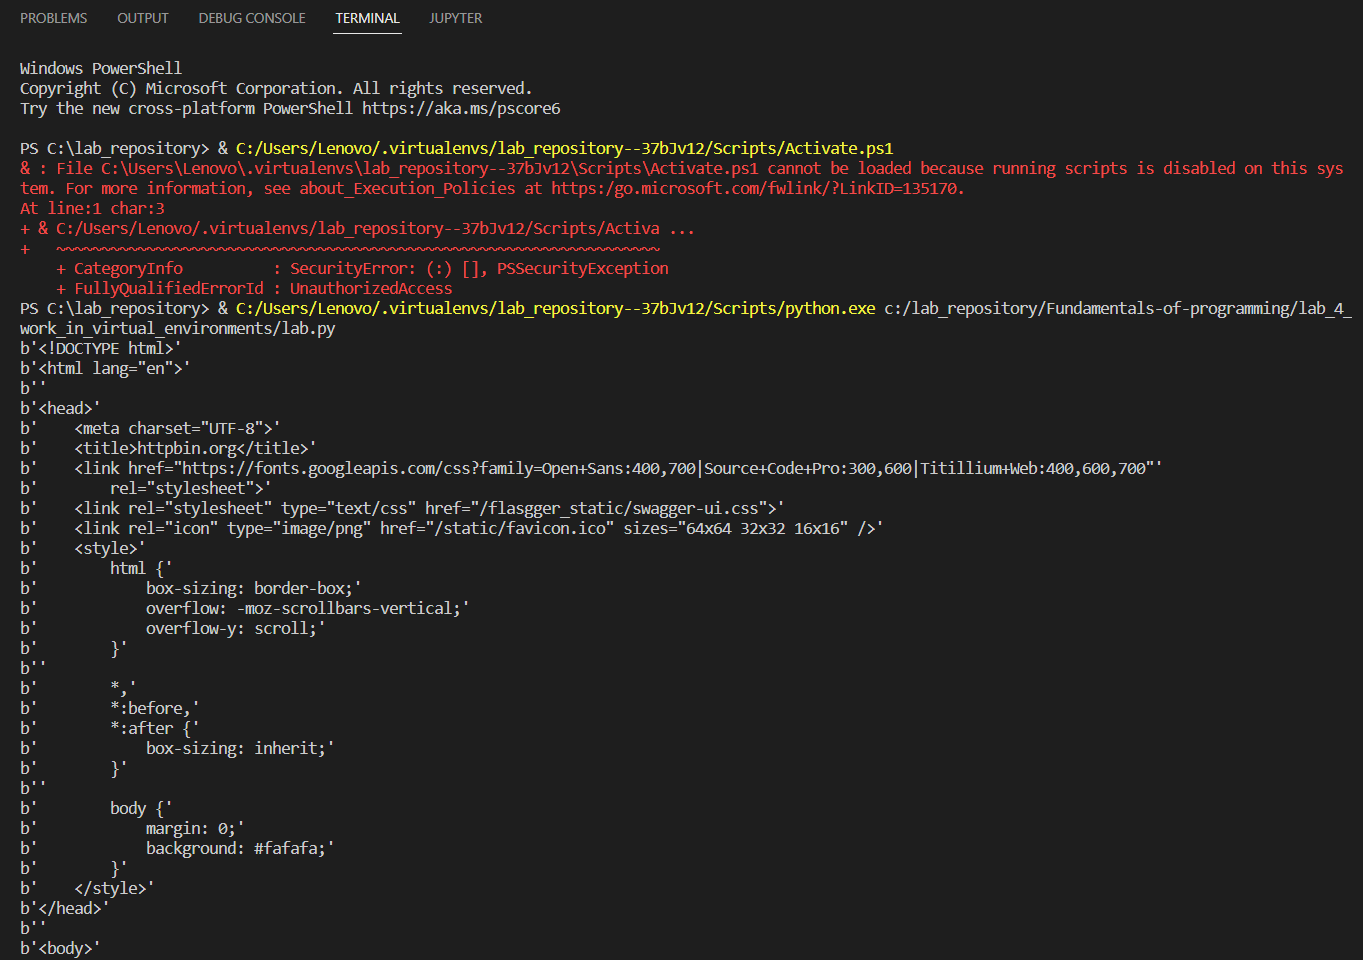 PROBLEMS OUTPUT DEBUG CONSOLE TERMINAL JUPYTER
Windows PowerShell
Copyright (C) Microsoft Corporation. All rights reserved.
Try the new cross-platform PowerShell https://aka.ms/pscore6
PS C:\lab_repository> & C:/Users/Lenovo/.virtualenvs/lab_repository--37bJv12/Scripts/Activate.ps1
& : File C:\Users\Lenovo\.virtualenvs\lab_repository--37bJv12\Scripts\Activate.ps1 cannot be loaded because running scripts is disabled on this sys
tem. For more information, see about_Execution_Policies at https:/go.microsoft.com/fwlink/?LinkID=135170.
At line:1 char:3
+ & C:/Users/Lenovo/.virtualenvs/lab_repository--37bJv12/Scripts/Activa ...
+   ~~~~~~~~~~~~~~~~~~~~~~~~~~~~~~~~~~~~~~~~~~~~~~~~~~~~~~~~~~~~~~~~~~~
    + CategoryInfo          : SecurityError: (:) [], PSSecurityException
    + FullyQualifiedErrorId : UnauthorizedAccess
PS C:\lab_repository> & C:/Users/Lenovo/.virtualenvs/lab_repository--37bJv12/Scripts/python.exe c:/lab_repository/Fundamentals-of-programming/lab_4_
work_in_virtual_environments/lab.py
b'<!DOCTYPE html>'
b'<html lang="en">'
b''
b'<head>'
b'    <meta charset="UTF-8">'
b'    <title>httpbin.org</title>'
b'    <link href="https://fonts.googleapis.com/css?family=Open+Sans:400,700|Source+Code+Pro:300,600|Titillium+Web:400,600,700"'
b'        rel="stylesheet">'
b'    <link rel="stylesheet" type="text/css" href="/flasgger_static/swagger-ui.css">'
b'    <link rel="icon" type="image/png" href="/static/favicon.ico" sizes="64x64 32x32 16x16" />'
b'    <style>'
b'        html {'
b'            box-sizing: border-box;'
b'            overflow: -moz-scrollbars-vertical;'
b'            overflow-y: scroll;'
b'        }'
b''
b'        *,'
b'        *:before,'
b'        *:after {'
b'            box-sizing: inherit;'
b'        }'
b''
b'        body {'
b'            margin: 0;'
b'            background: #fafafa;'
b'        }'
b'    </style>'
b'</head>'
b''
b'<body>'